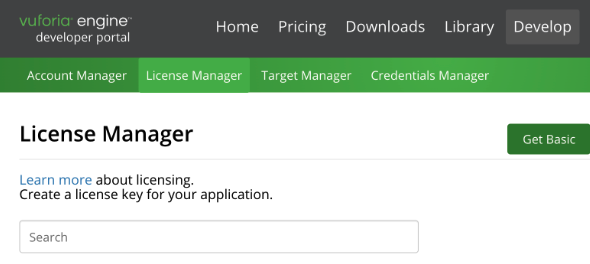 vuforia engine™
developer portal
Home Pricing Downloads Library Develop
Account Manager License Manager Target Manager Credentials Manager
License Manager
Get Basic
Learn more about licensing.
Create a license key for your application.
Search